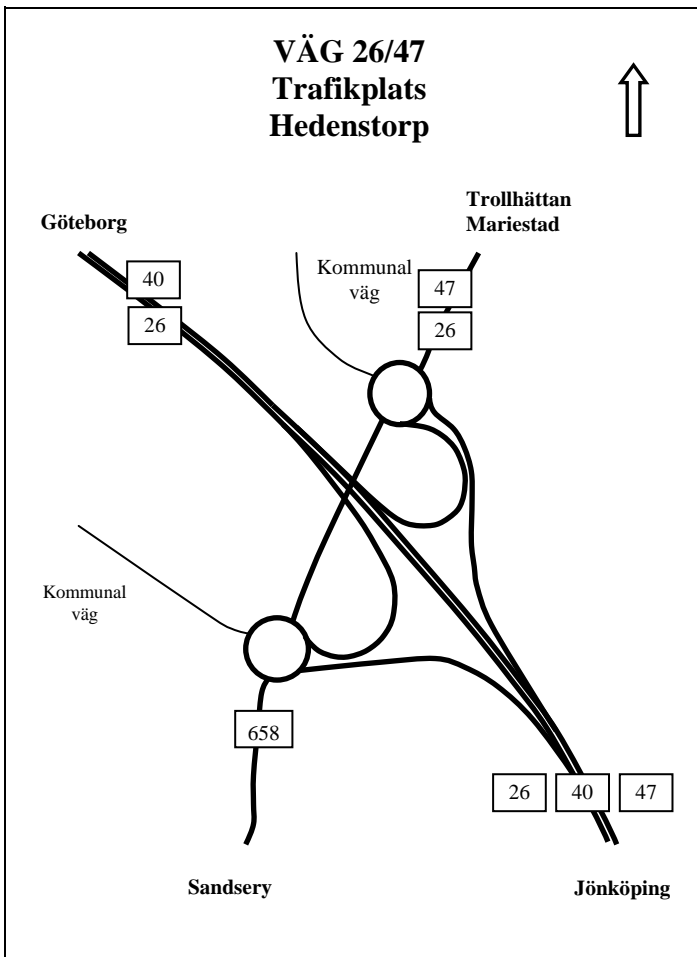 VÄG 26/47
Trafikplats
Hedenstorp
Trollhättan
Mariestad
Göteborg
Kommunal
väg
40
26
47
26
Kommunal
väg
658
26 40 47
Sandsery
Jönköping